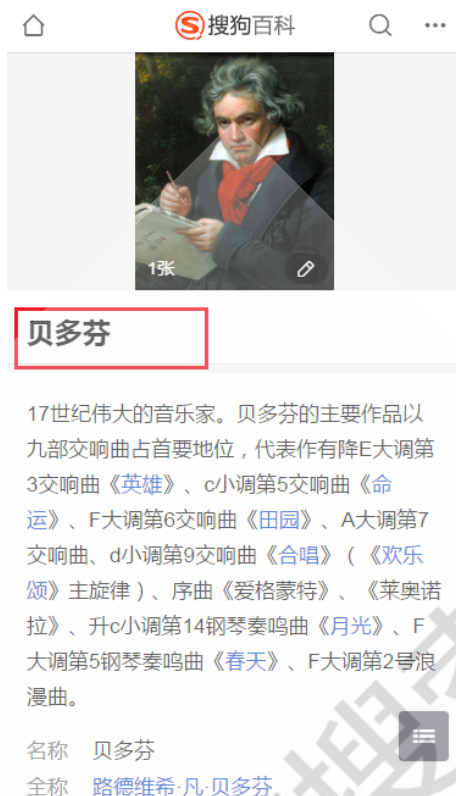 搜狗百科
1张
贝多芬
17世纪伟大的音乐家。贝多芬的主要作品以
九部交响曲占首要地位，代表作有降E大调第
3交响曲《英雄》、c小调第5交响曲《命
运》、F大调第6交响曲《田园》、A大调第7
交响曲、d小调第9交响曲《合唱》（《欢乐
颂》主旋律）、序曲《爱格蒙特》、《莱奥诺
拉》、升c小调第14钢琴奏鸣曲《月光》、F
大调第5钢琴奏鸣曲《春天》、F大调第2号浪
漫曲。
名称 贝多芬
全称 路德维希·凡·贝多芬